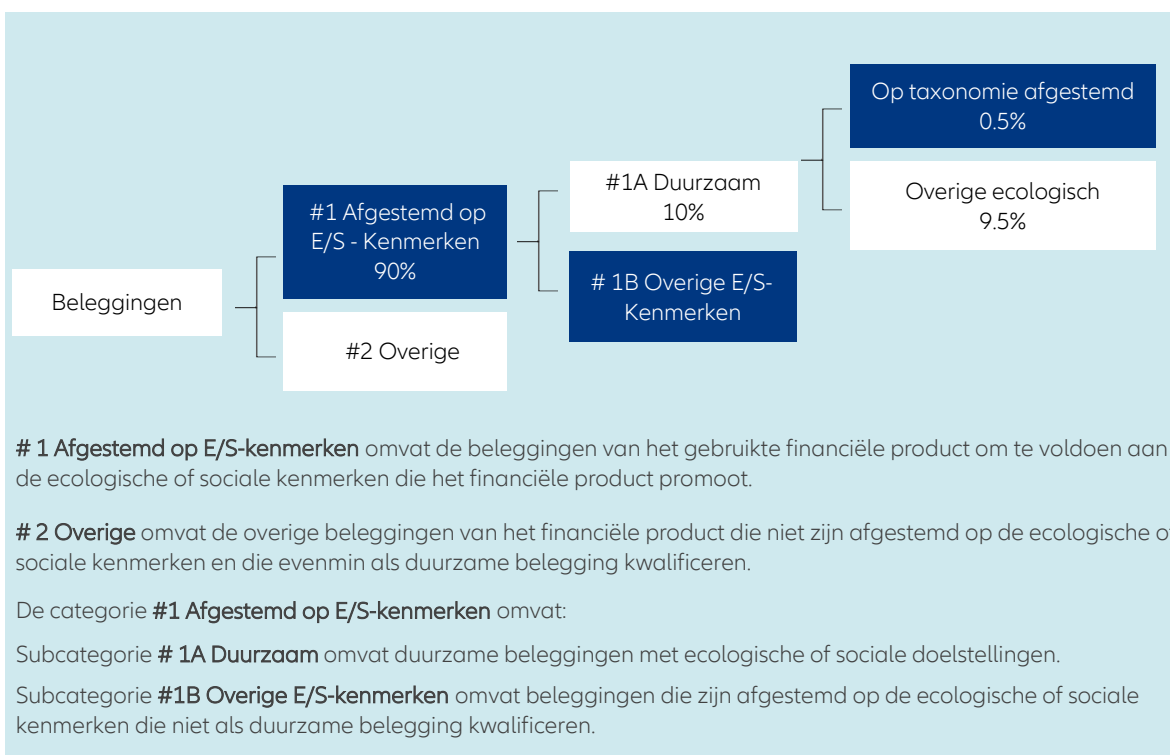 Op taxonomie afgestemd
0.5%
#1A Duurzaam
10%
Overige ecologisch
9.5%
#1 Afgestemd op
E/S - Kenmerken
90%
# 1B Overige E/S-
Kenmerken
Beleggingen
#2 Overige
# 1 Afgestemd op E/S-kenmerken omvat de beleggingen van het gebruikte financiële product om te voldoen aan
de ecologische of sociale kenmerken die het financiële product promoot.
# 2 Overige omvat de overige beleggingen van het financiële product die niet zijn afgestemd op de ecologische o
sociale kenmerken en die evenmin als duurzame belegging kwalificeren.
De categorie #1 Afgestemd op E/S-kenmerken omvat:
Subcategorie # 1A Duurzaam omvat duurzame beleggingen met ecologische of sociale doelstellingen.
Subcategorie #1B Overige E/S-kenmerken omvat beleggingen die zijn afgestemd op de ecologische of sociale
kenmerken die niet als duurzame belegging kwalificeren.